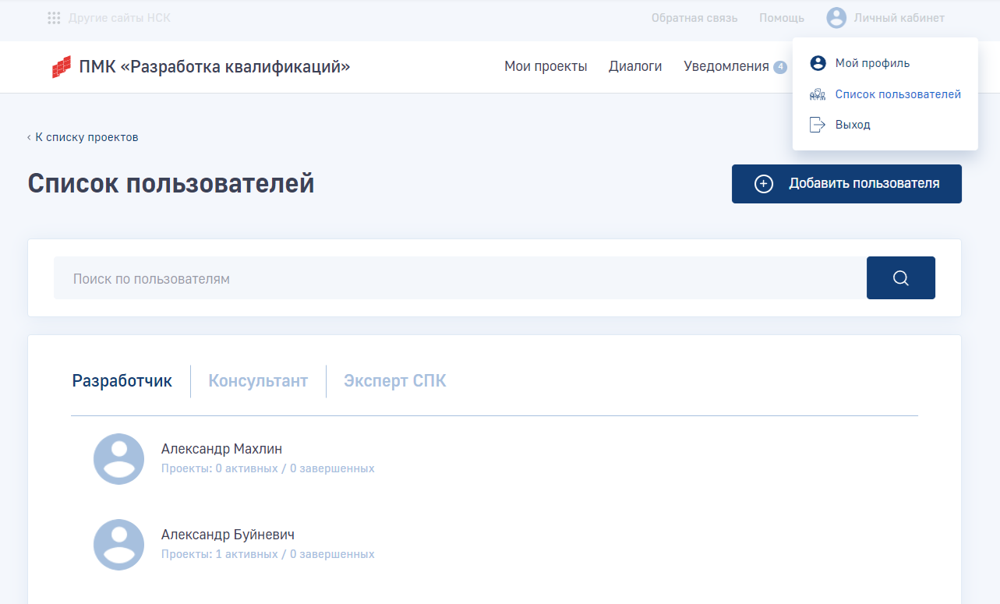 Другие сайты НСК
Обратная связь
Помощь
Личный кабинет
ПМК «Разработка квалификаций»
Мои проекты
Диалоги
Уведомления 4
Мой профиль
Список пользователей
Выход
‹ К списку проектов
Список пользователей
Добавить пользователя
Поиск по пользователям
Разработчик
Консультант
Эксперт СПК
Александр Махлин
Проекты: 0 активных / 0 завершенных
Александр Буйневич
Проекты: 1 активных / 0 завершенных